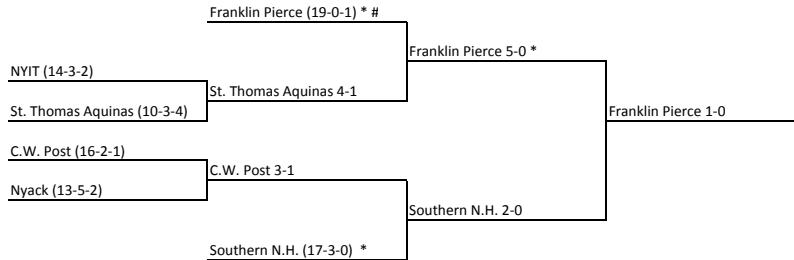 Franklin Pierce (19-0-1) * #
Franklin Pierce 5-0 *
NYIT (14-3-2)
St. Thomas Aquinas 4-1
St. Thomas Aquinas (10-3-4)
Franklin Pierce 1-0
C.W. Post (16-2-1)
C.W. Post 3-1
Nyack (13-5-2)
Southern N.H. 2-0
Southern N.H. (17-3-0) *